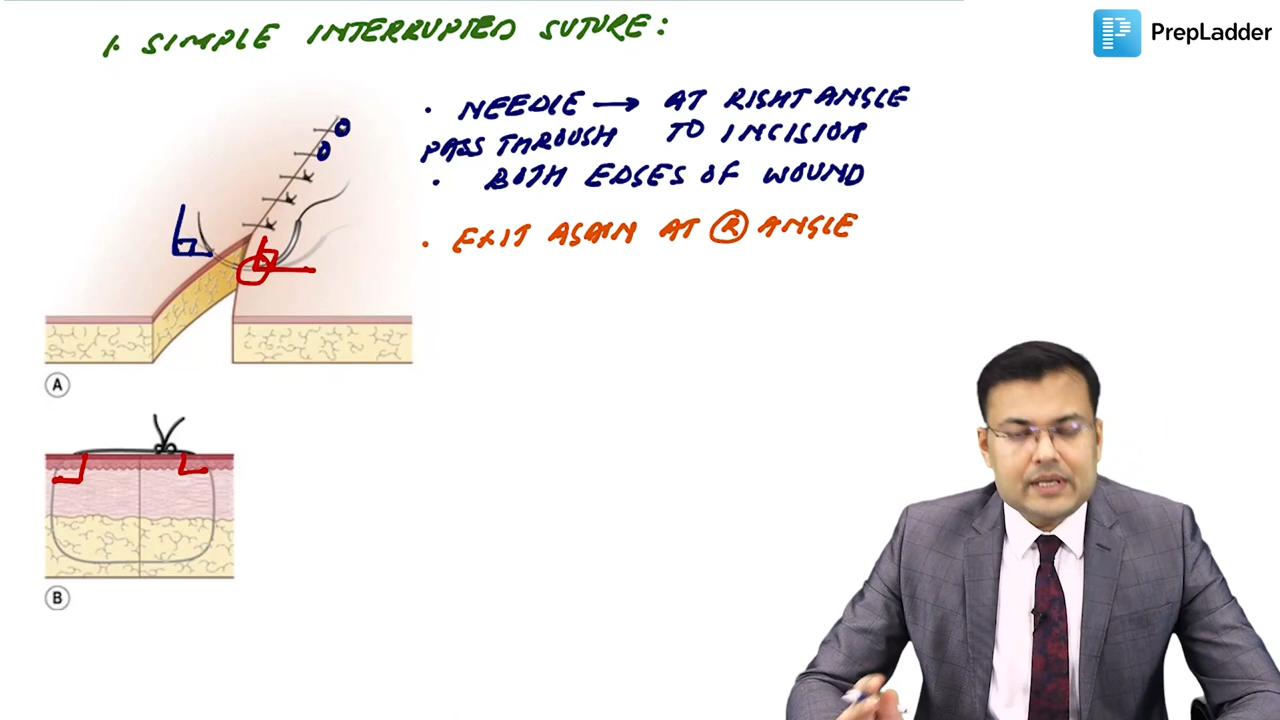 1. SIMPLE INTERRUPTED SUTURE:
PrepLadder
• NEEDLE → AT RIGHT ANGLE
PASS THROUGH TO INCISION
• BOTH EDGES OF WOUND
• EXIT AGAIN AT Ⓡ ANGLE
A
B